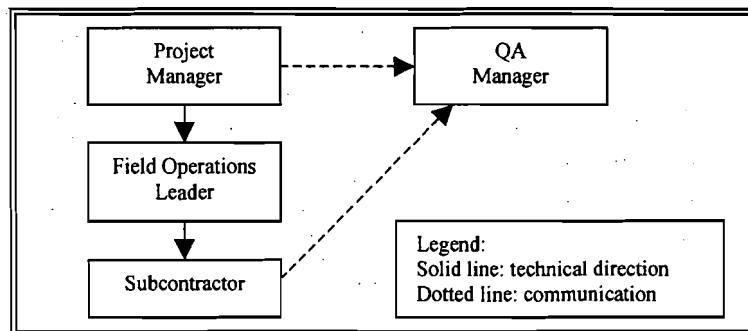 Project
Manager
QA
Manager
Field Operations
Leader
Subcontractor
Legend:
Solid line: technical direction
Dotted line: communication